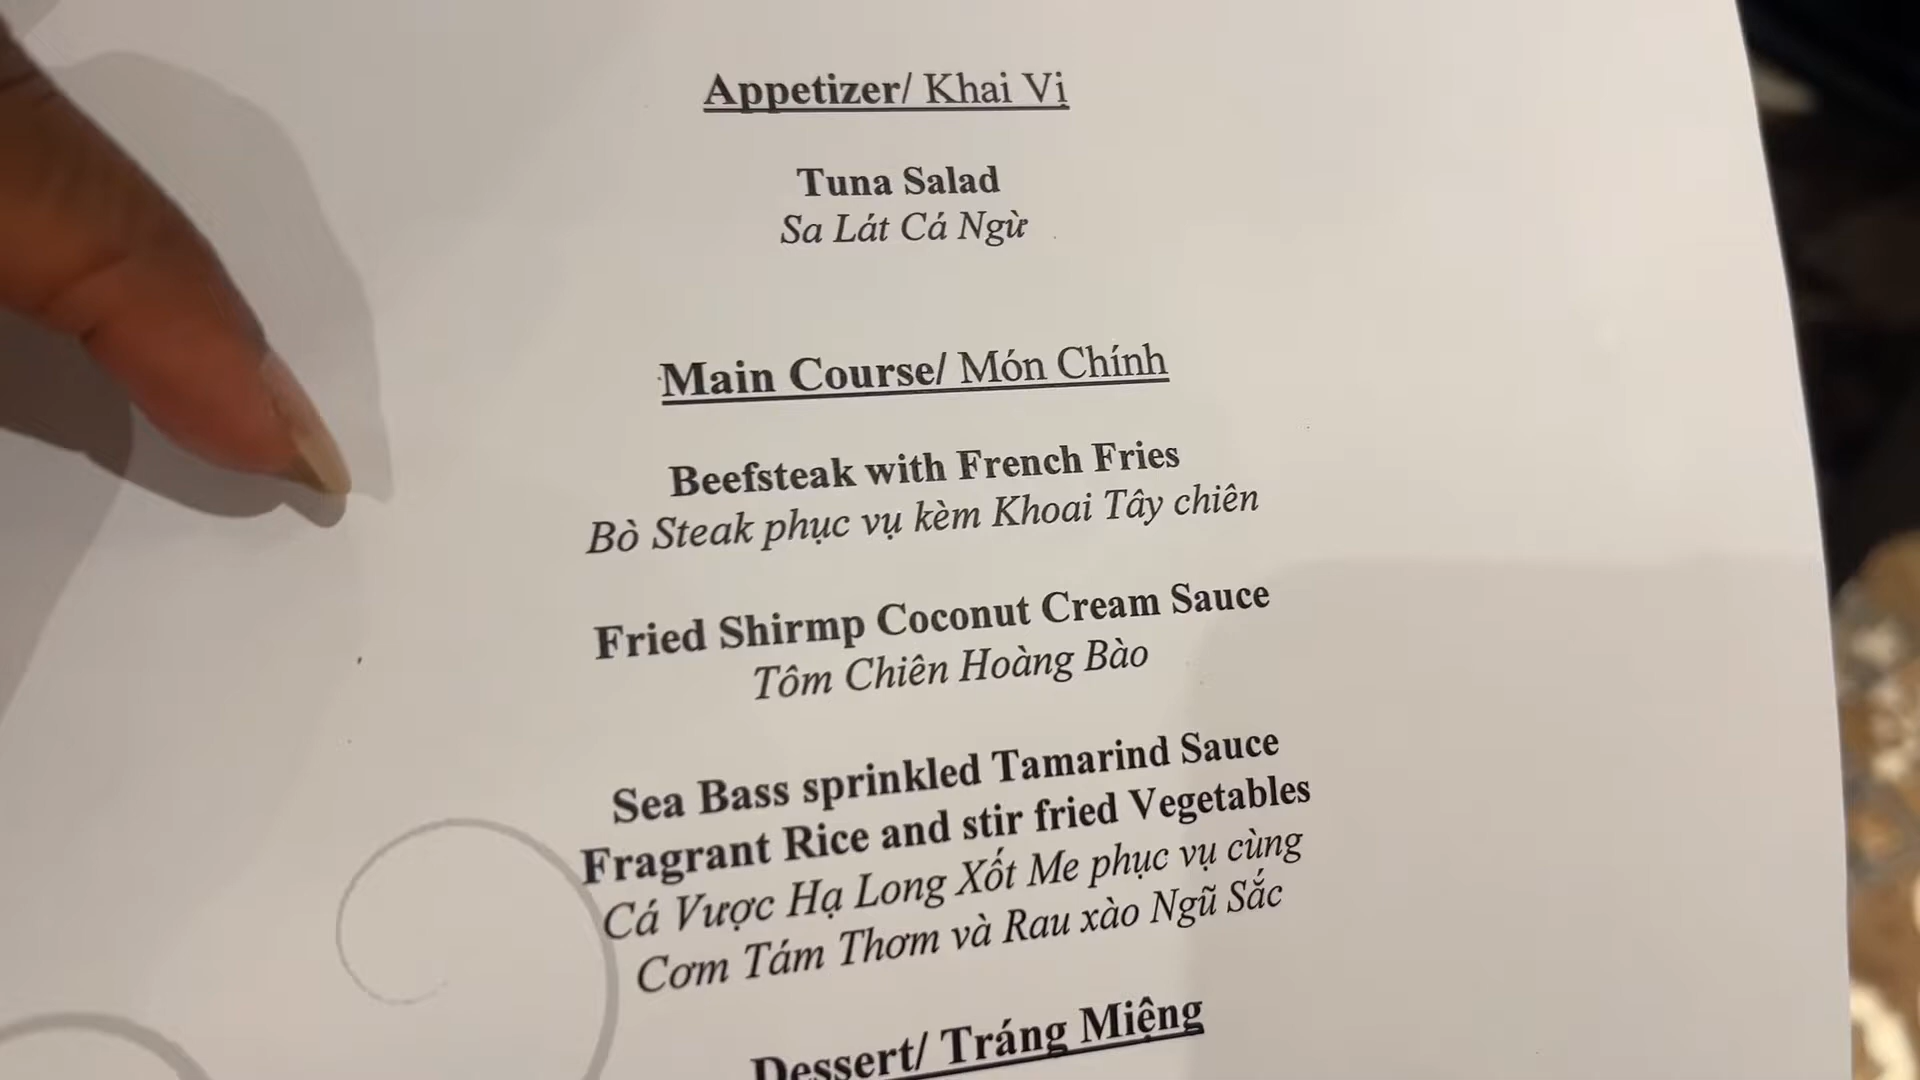 Appetizer/ Khai Vị
Tuna Salad
Sa Lát Cá Ngừ
Main Course/ Món Chính
Beefsteak with French Fries
Bò Steak phục vụ kèm Khoai Tây chiên
Fried Shirmp Coconut Cream Sauce
Tôm Chiên Hoàng Bào
Sea Bass sprinkled Tamarind Sauce
Fragrant Rice and stir fried Vegetables
Cá Vược Hạ Long Xốt Me phục vụ cùng
Cơm Tám Thơm và Rau xào Ngũ Sắc
Dessert/ Tráng Miệng